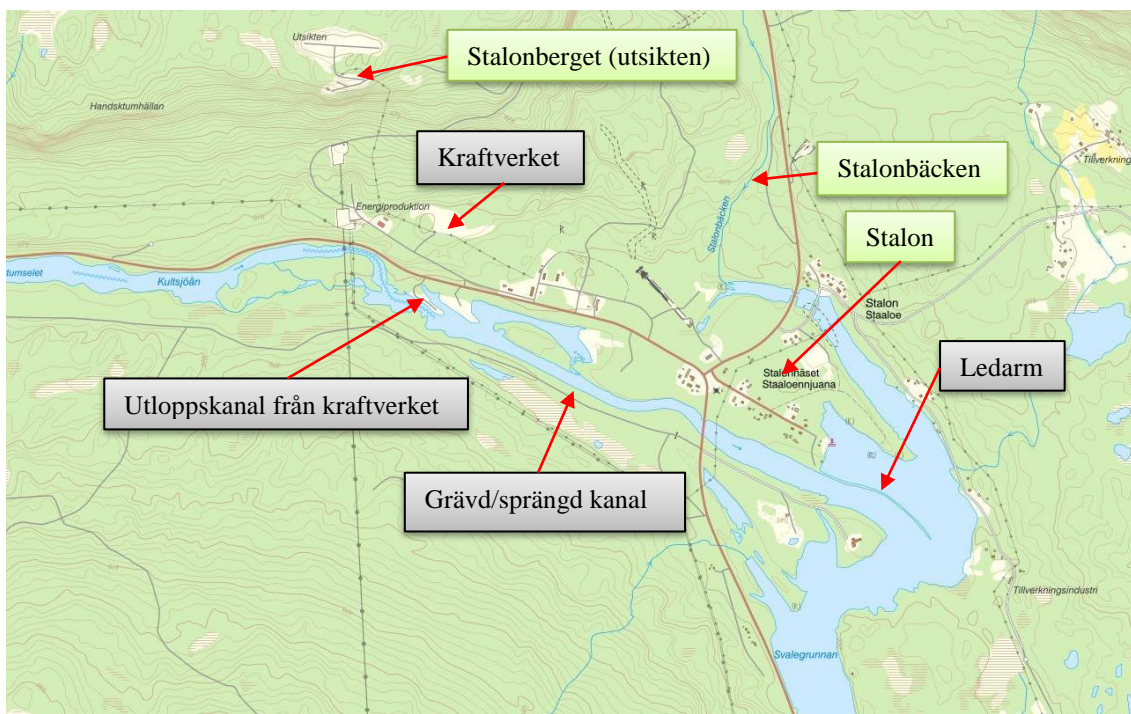 Utsikten
Stalonberget (utsikten)
Handsktumhällan
Kraftverket
Tillverkning
Stalonbäcken
Energiproduktion
Stalonbäcken
Stalon
tumselet
Kultsjöån
Stalon
Staaloe
Ledarm
Stalonnäset
Staaloennjuana
Utloppskanal från kraftverket
Grävd/sprängd kanal
Tillverkningsindustri
Svalegrunnan